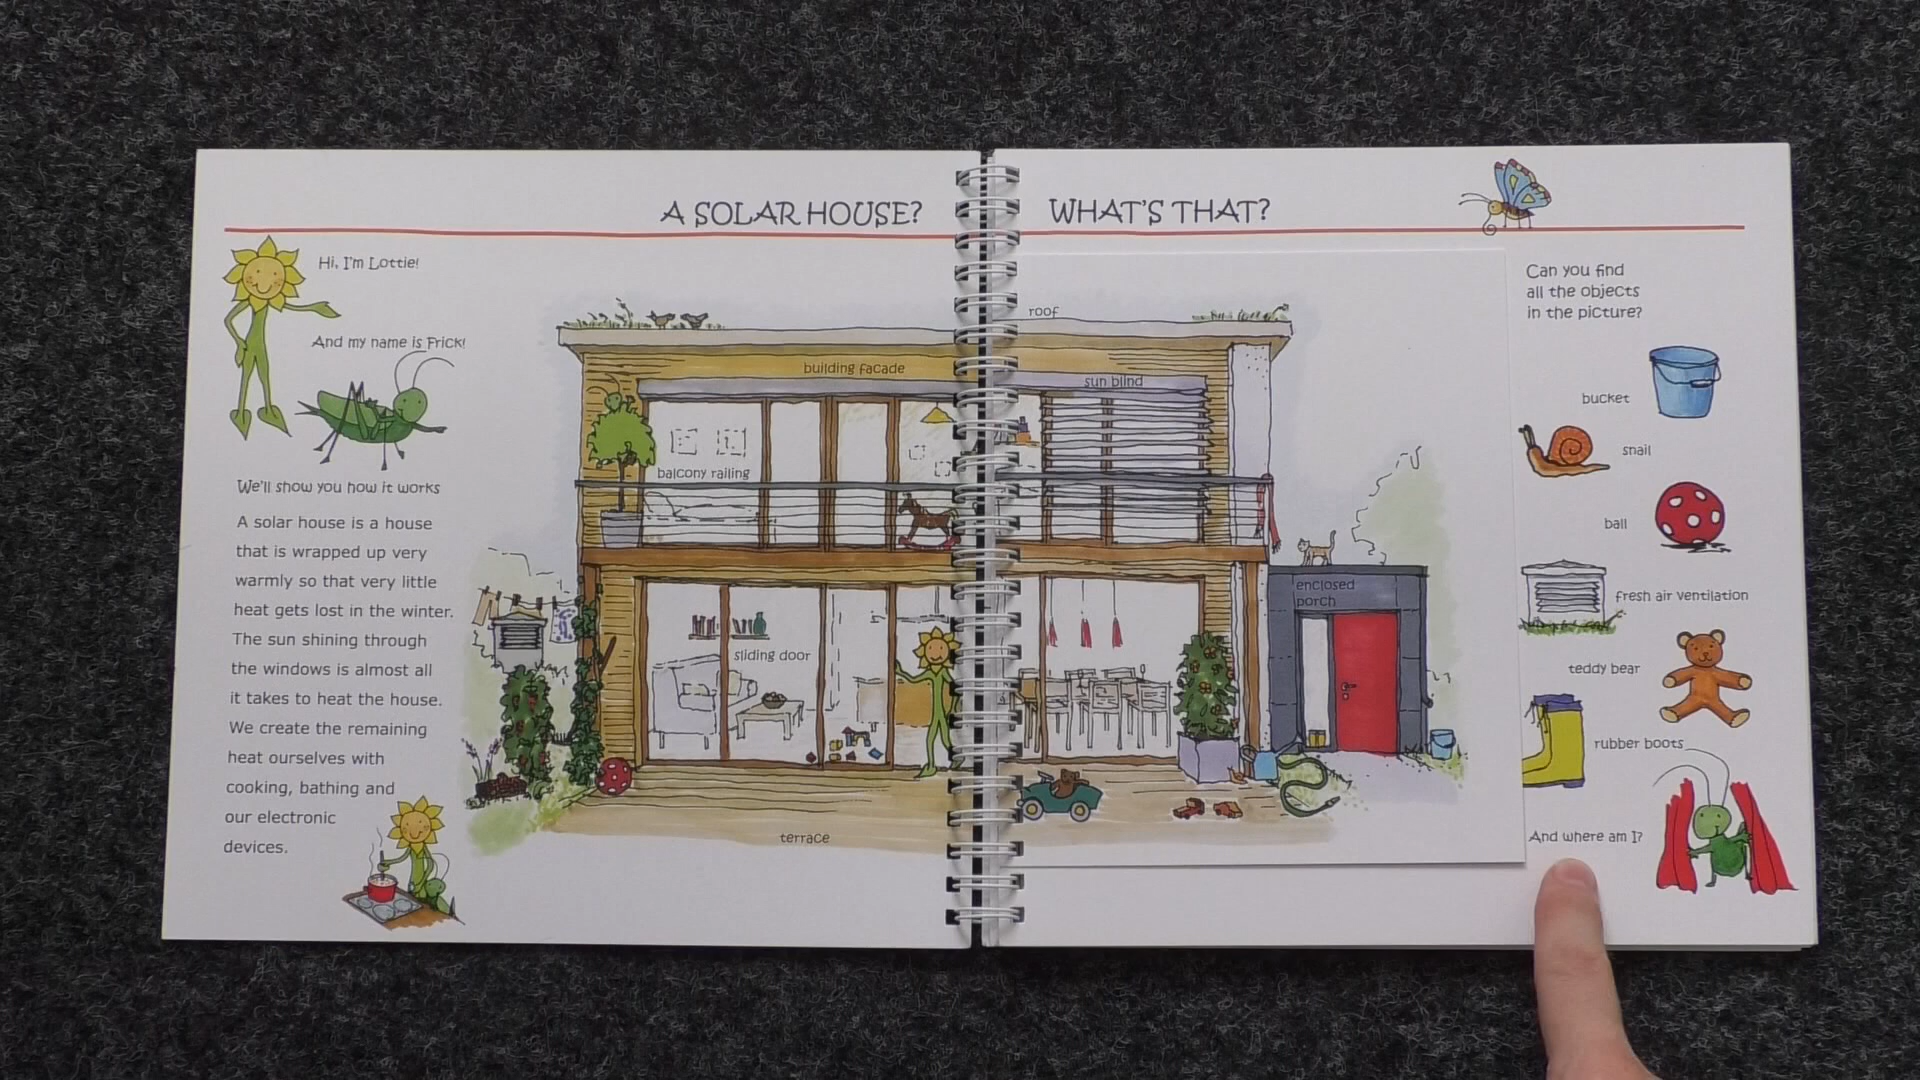 A SOLAR HOUSE?
Hi, I'm Lottie!
And my name is Frick!
We'll show you how it works
A solar house is a house
that is wrapped up very
warmly so that very little
heat gets lost in the winter.
The sun shining through
the windows is almost all
it takes to heat the house.
We create the remaining
heat ourselves with
cooking, bathing and
our electronic
devices.
building facade
balcony railing
sliding door
terrace
WHAT'S THAT?
roof
sun blind
enclosed
porch
Can you find
all the objects
in the picture?
bucket
snail
ball
fresh air ventilation
teddy bear
rubber boots
And where am I?